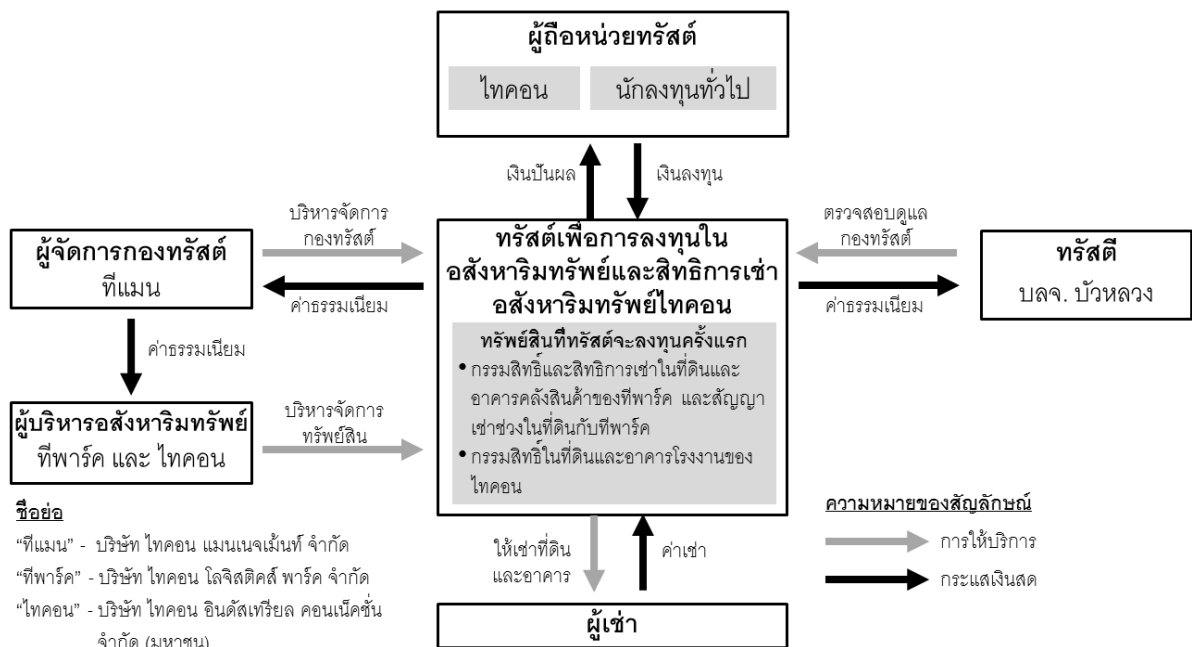 ผู้ถือหน่วยทรัสต์
ไทคอน
นักลงทุนทั่วไป
เงินปันผล
เงินลงทุน
บริหารจัดการ
กองทรัสต์
ตรวจสอบดูแล
กองทรัสต์
ผู้จัดการกองทรัสต์
ทีแมน
ค่าธรรมเนียม
ทรัสต์เพื่อการลงทุนใน
อสังหาริมทรัพย์และสิทธิการเช่า
อสังหาริมทรัพย์ไทคอน
ค่าธรรมเนียม
ทรัสตี
บลจ. บัวหลวง
ทรัพย์สินที่ทรัสต์จะลงทุนครั้งแรก
• กรรมสิทธิ์และสิทธิการเช่าในที่ดินและ
อาคารคลังสินค้าของทีพาร์ค และสัญญา
เช่าช่วงในที่ดินกับทีพาร์ค
• กรรมสิทธิ์ในที่ดินและอาคารโรงงานของ
ไทคอน
ค่าธรรมเนียม
ผู้บริหารอสังหาริมทรัพย์
ทีพาร์ค และ ไทคอน
บริหารจัดการ
ทรัพย์สิน
ชื่อย่อ
“ทีแมน” - บริษัท ไทคอน แมนเนจเม้นท์ จำกัด
“ทีพาร์ค” - บริษัท ไทคอน โลจิสติคส์ พาร์ค จำกัด
“ไทคอน” - บริษัท ไทคอน อินดัสเทรียล คอนเน็คชั่น
จำกัด (มหาชน)
ให้เช่าที่ดิน
และอาคาร
ค่าเช่า
ผู้เช่า
ความหมายของสัญลักษณ์
การให้บริการ
กระแสเงินสด